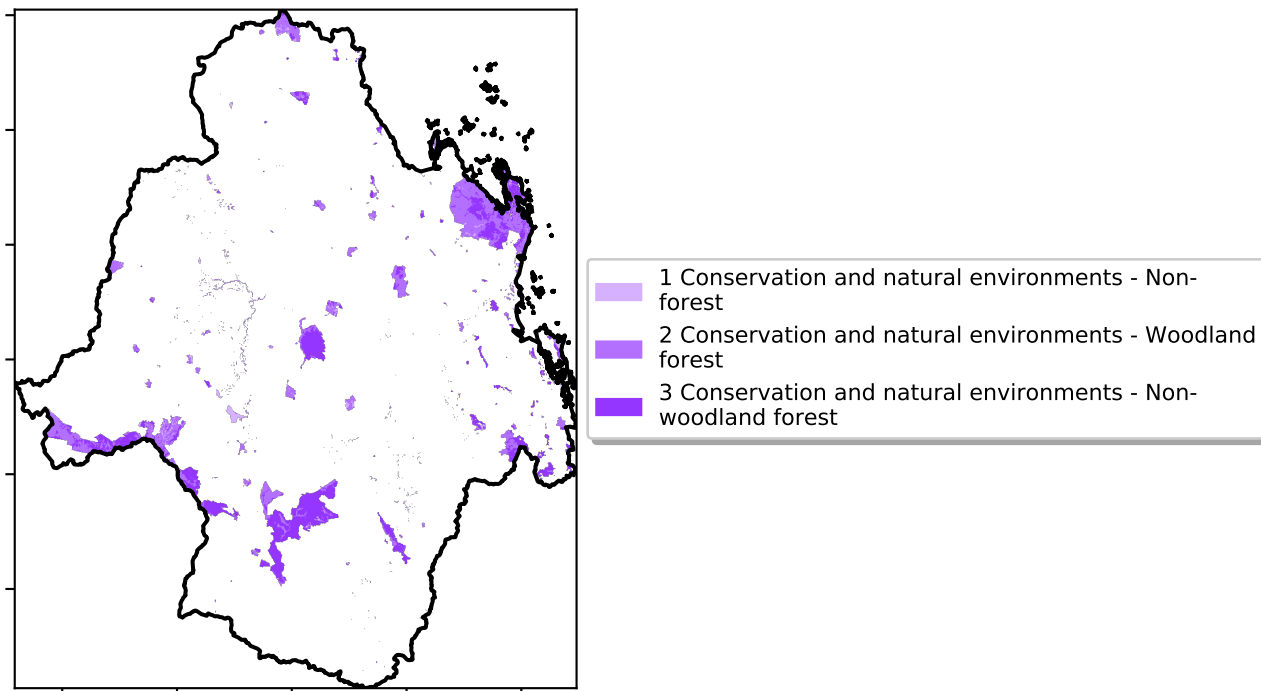 1 Conservation and natural environments - Non-
forest
2 Conservation and natural environments - Woodland
forest
3 Conservation and natural environments - Non-
woodland forest